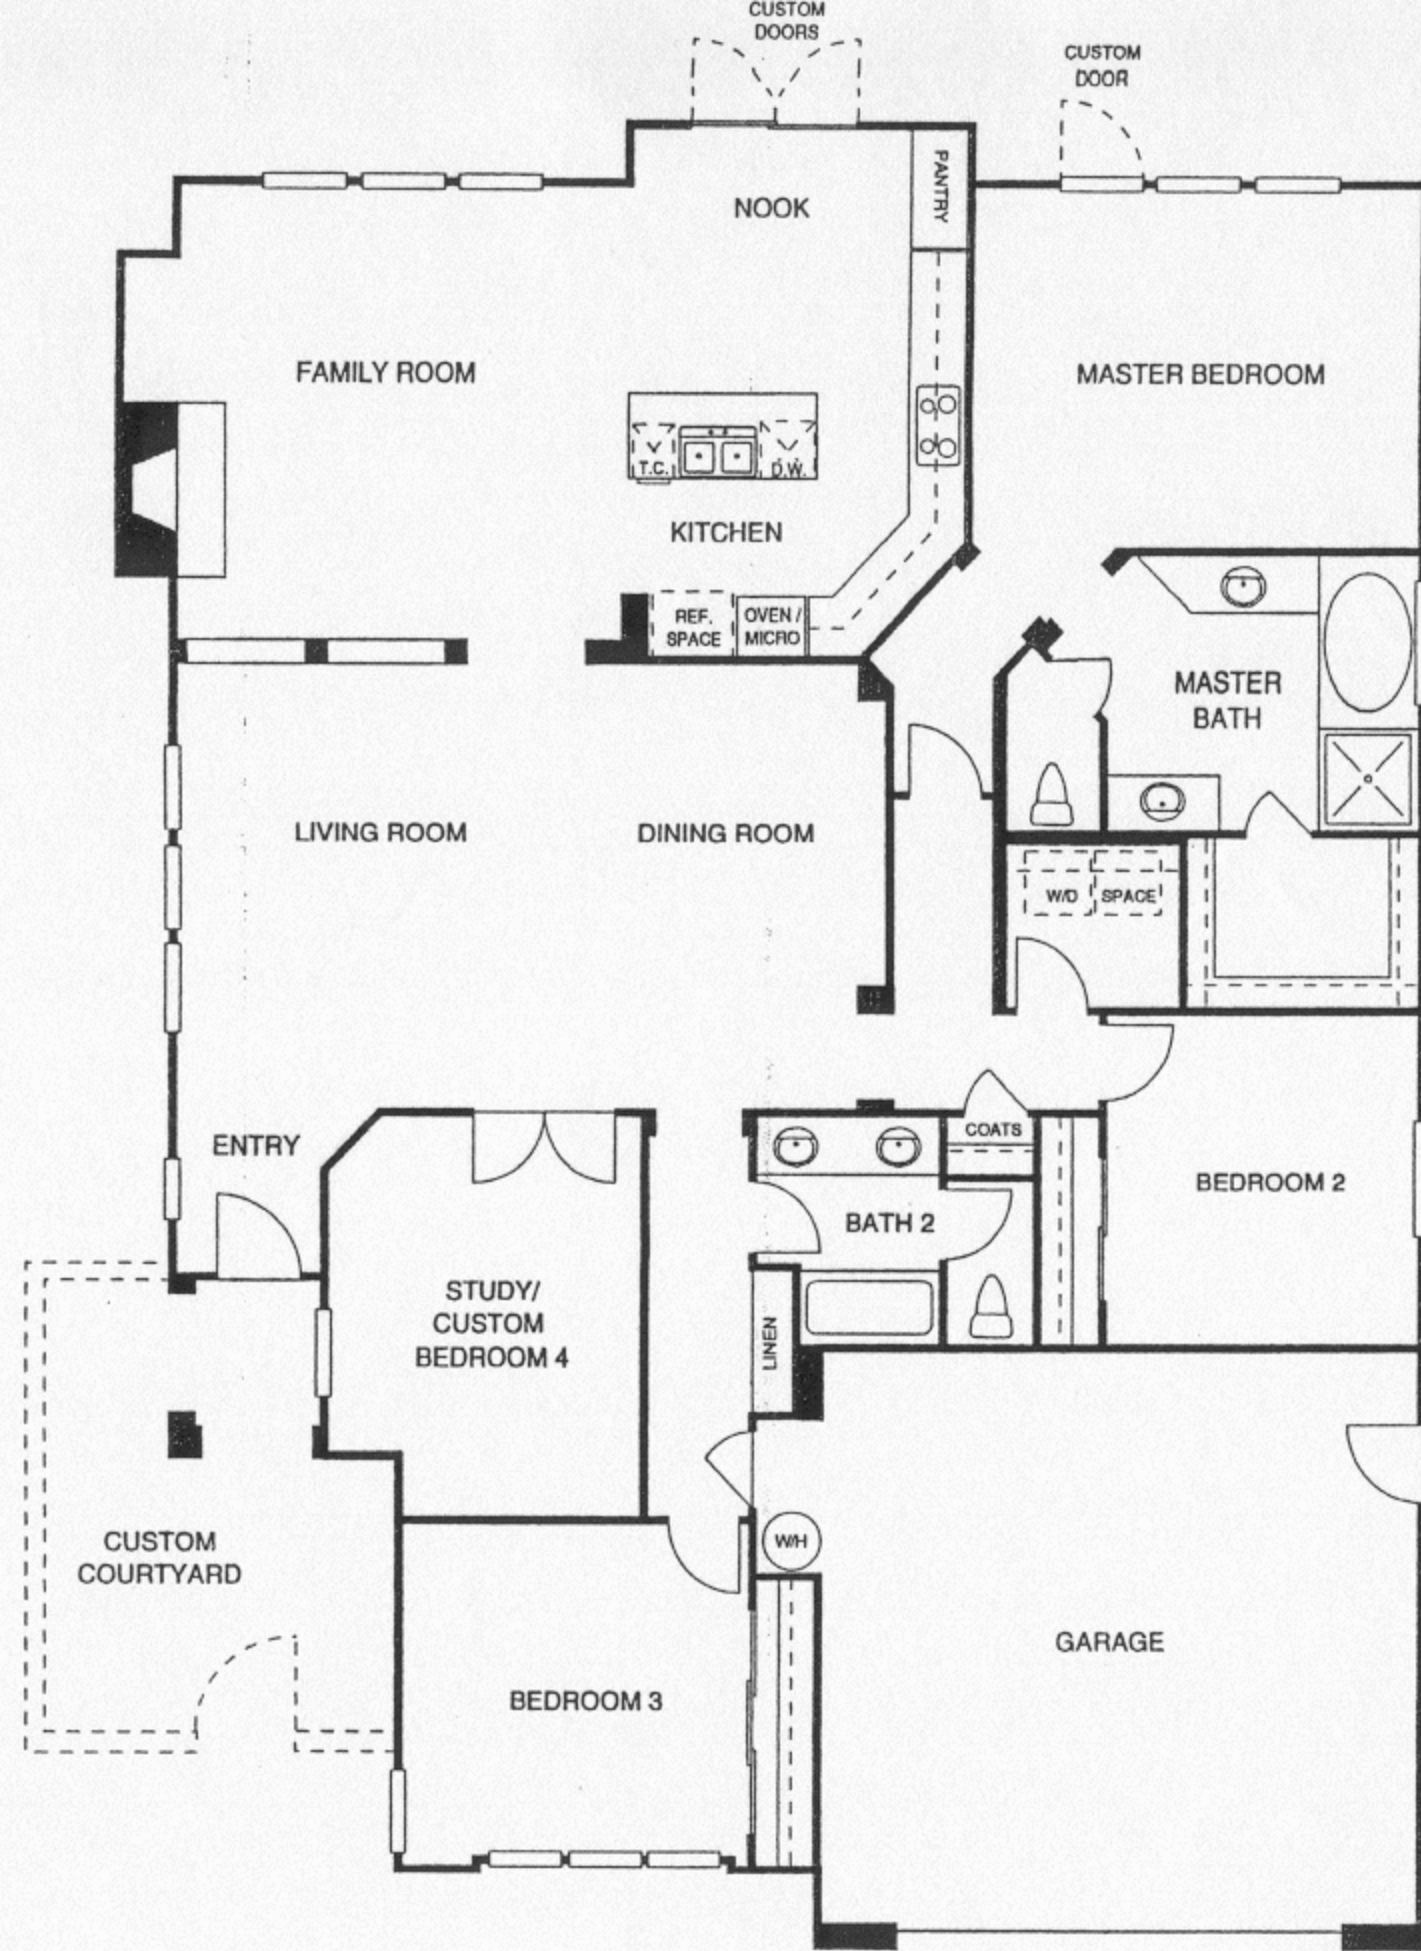 CUSTOM
DOORS
CUSTOM
DOOR
PANTRY
NOOK
FAMILY ROOM
MASTER BEDROOM
T.C.
D.W.
KITCHEN
REF.
SPACE
OVEN /
MICRO
MASTER
BATH
LIVING ROOM
DINING ROOM
W/D
SPACE
ENTRY
COATS
BEDROOM 2
BATH 2
STUDY/
CUSTOM
BEDROOM 4
LINEN
CUSTOM
COURTYARD
W/H
GARAGE
BEDROOM 3